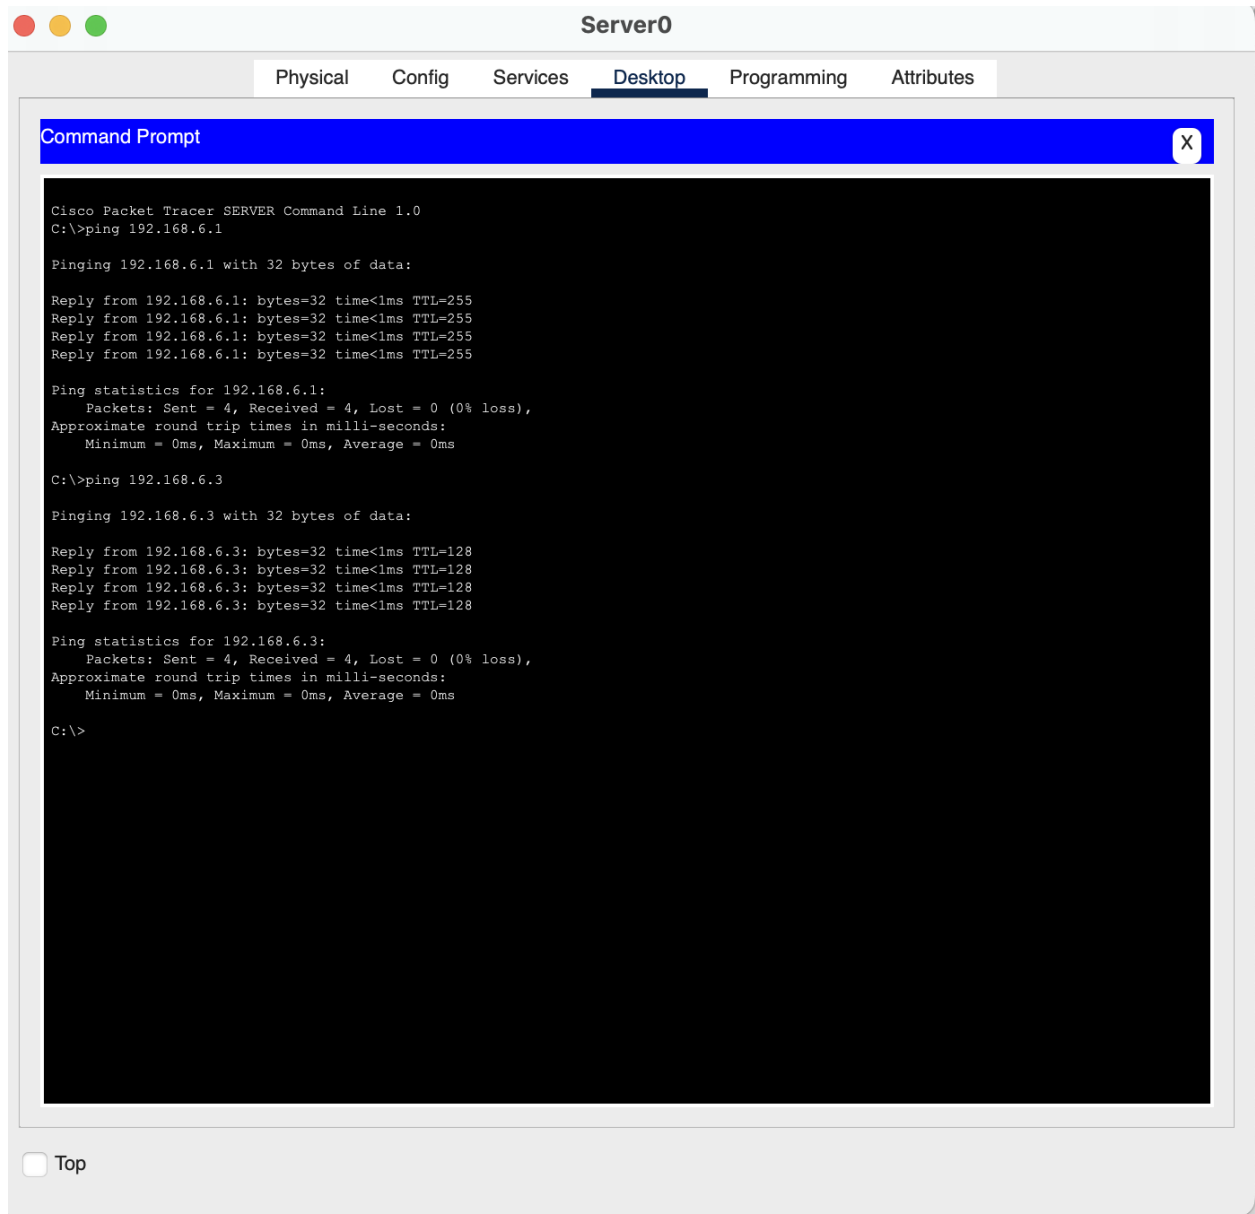 Server0
Physical Config Services Desktop Programming Attributes
Command Prompt
X
Cisco Packet Tracer SERVER Command Line 1.0
C:\>ping 192.168.6.1
Pinging 192.168.6.1 with 32 bytes of data:
Reply from 192.168.6.1: bytes=32 time<1ms TTL=255
Reply from 192.168.6.1: bytes=32 time<1ms TTL=255
Reply from 192.168.6.1: bytes=32 time<1ms TTL=255
Reply from 192.168.6.1: bytes=32 time<1ms TTL=255
Ping statistics for 192.168.6.1:
Packets: Sent = 4, Received = 4, Lost = 0 (0% loss),
Approximate round trip times in milli-seconds:
Minimum = 0ms, Maximum = 0ms, Average = 0ms
C:\>ping 192.168.6.3
Pinging 192.168.6.3 with 32 bytes of data:
Reply from 192.168.6.3: bytes=32 time<1ms TTL=128
Reply from 192.168.6.3: bytes=32 time<1ms TTL=128
Reply from 192.168.6.3: bytes=32 time<1ms TTL=128
Reply from 192.168.6.3: bytes=32 time<1ms TTL=128
Ping statistics for 192.168.6.3:
Packets: Sent = 4, Received = 4, Lost = 0 (0% loss),
Approximate round trip times in milli-seconds:
Minimum = 0ms, Maximum = 0ms, Average = 0ms
C:\>
Top